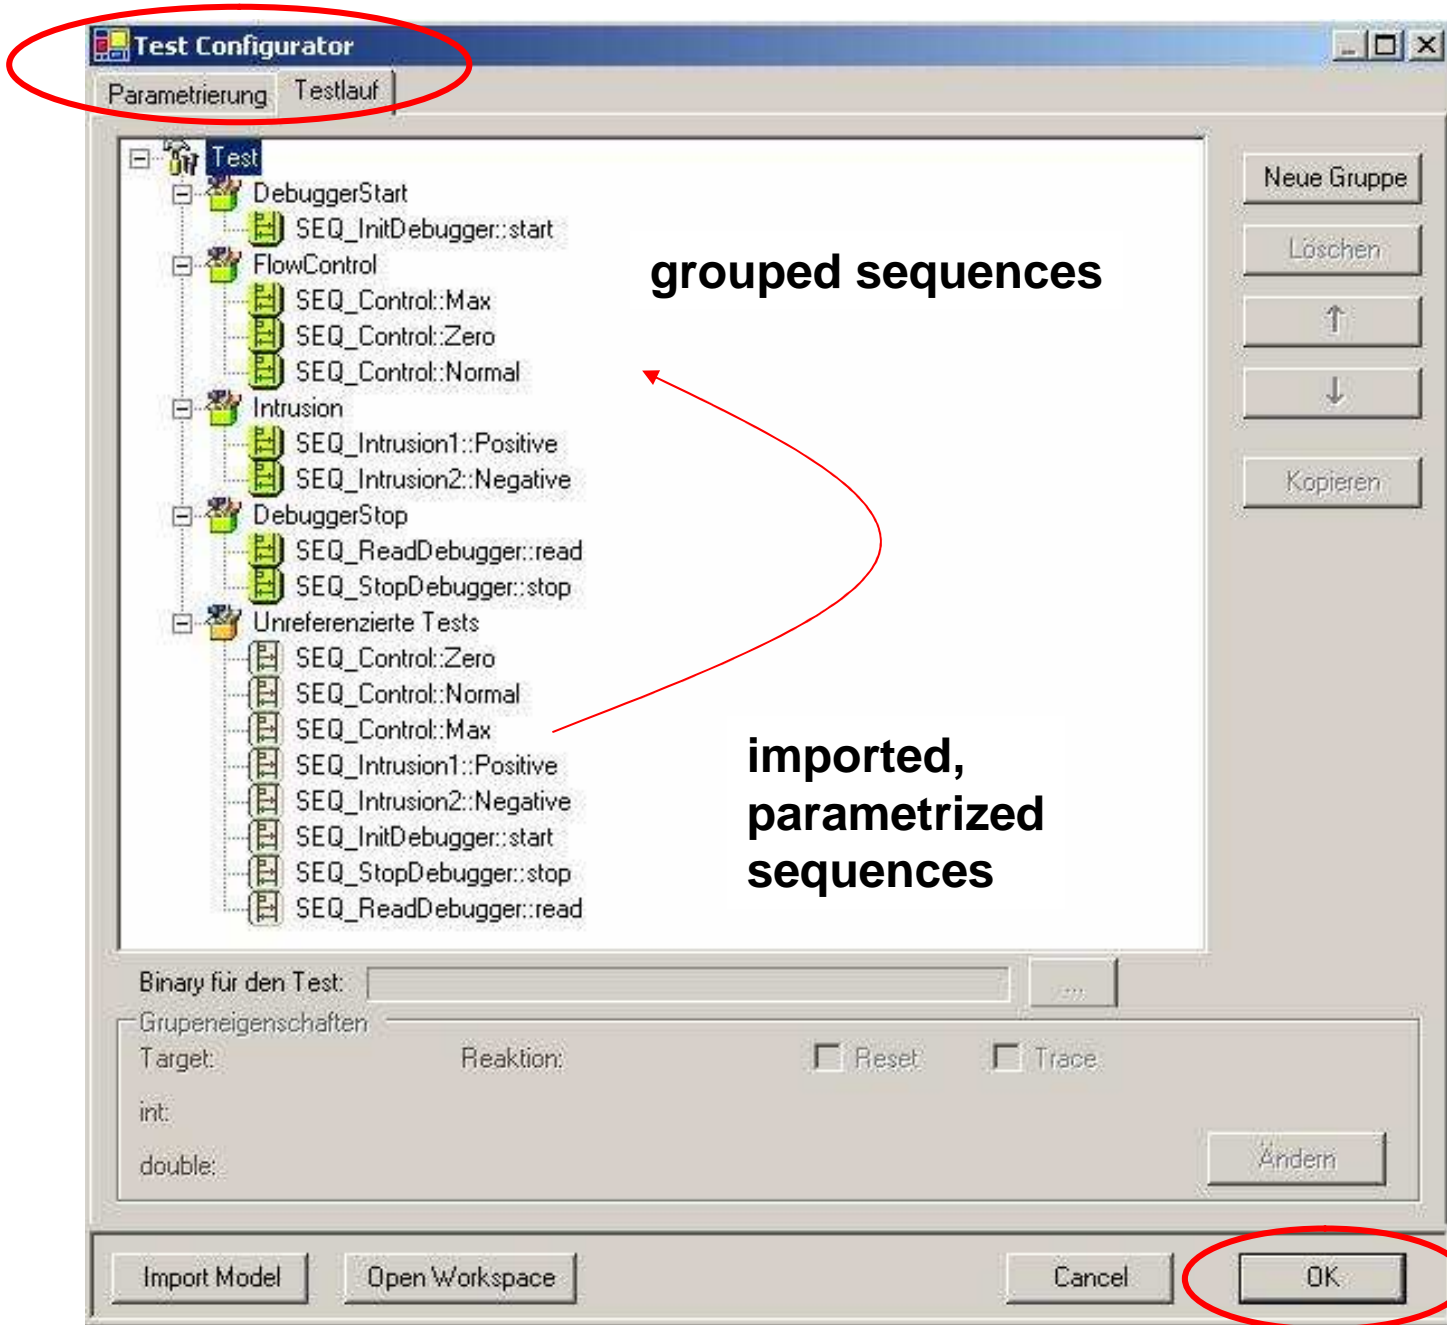 Test Configurator
Parametrierung Testlauf
Test
DebuggerStart
SEQ_InitDebugger::start
FlowControl
SEQ_Control::Max
SEQ_Control::Zero
SEQ_Control::Normal
Intrusion
SEQ_Intrusion1::Positive
SEQ_Intrusion2::Negative
DebuggerStop
SEQ_ReadDebugger::read
SEQ_StopDebugger::stop
Unreferenzierte Tests
SEQ_Control::Zero
SEQ_Control::Normal
SEQ_Control::Max
SEQ_Intrusion1::Positive
SEQ_Intrusion2::Negative
SEQ_InitDebugger::start
SEQ_StopDebugger::stop
SEQ_ReadDebugger::read
grouped sequences
imported,
parametrized
sequences
Neue Gruppe
Löschen
↑
↓
Kopieren
Binary für den Test: ...
Grupeneigenschaften
Target: Reaktion: Reset Trace
int:
double: Ändern
Import Model Open Workspace Cancel OK